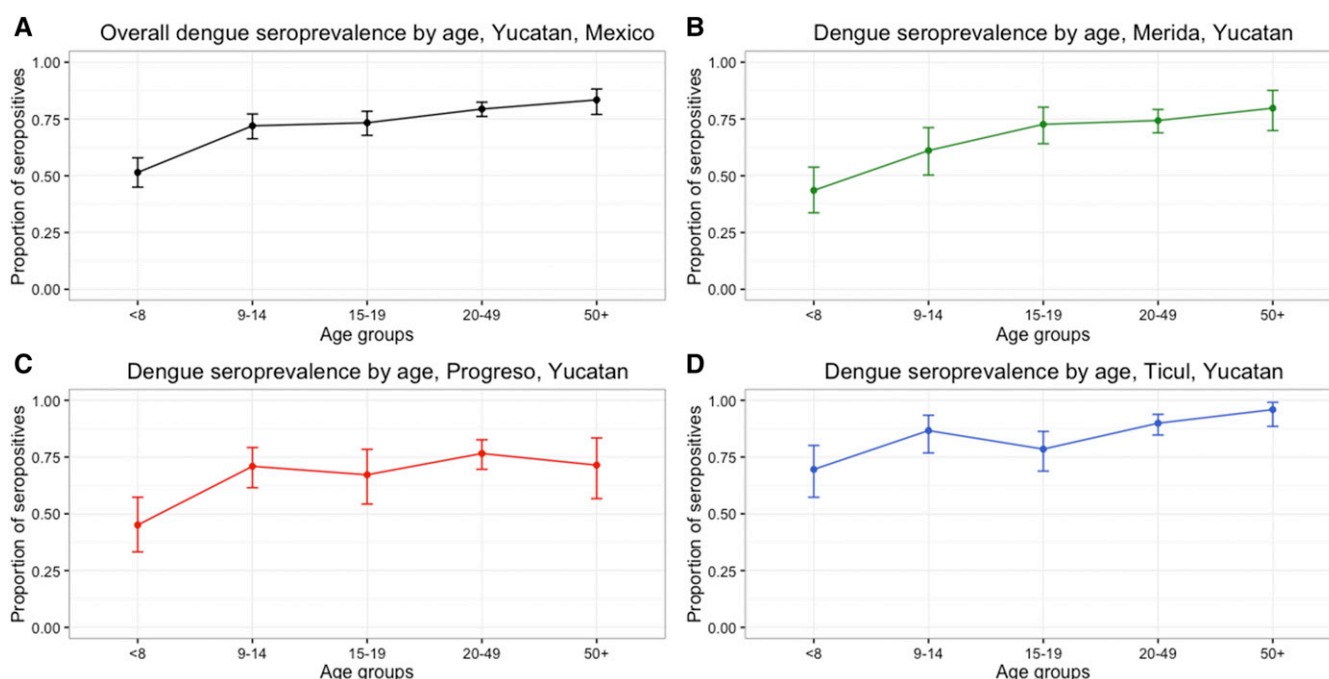 A
Overall dengue seroprevalence by age, Yucatan, Mexico
Proportion of seropositives
1.00
0.75
0.50
0.25
0.00
<8 9-14 15-19 20-49 50+
Age groups
B
Dengue seroprevalence by age, Merida, Yucatan
Proportion of seropositives
1.00
0.75
0.50
0.25
0.00
<8 9-14 15-19 20-49 50+
Age groups
C
Dengue seroprevalence by age, Progreso, Yucatan
Proportion of seropositives
1.00
0.75
0.50
0.25
0.00
<8 9-14 15-19 20-49 50+
Age groups
D
Dengue seroprevalence by age, Ticul, Yucatan
Proportion of seropositives
1.00
0.75
0.50
0.25
0.00
<8 9-14 15-19 20-49 50+
Age groups